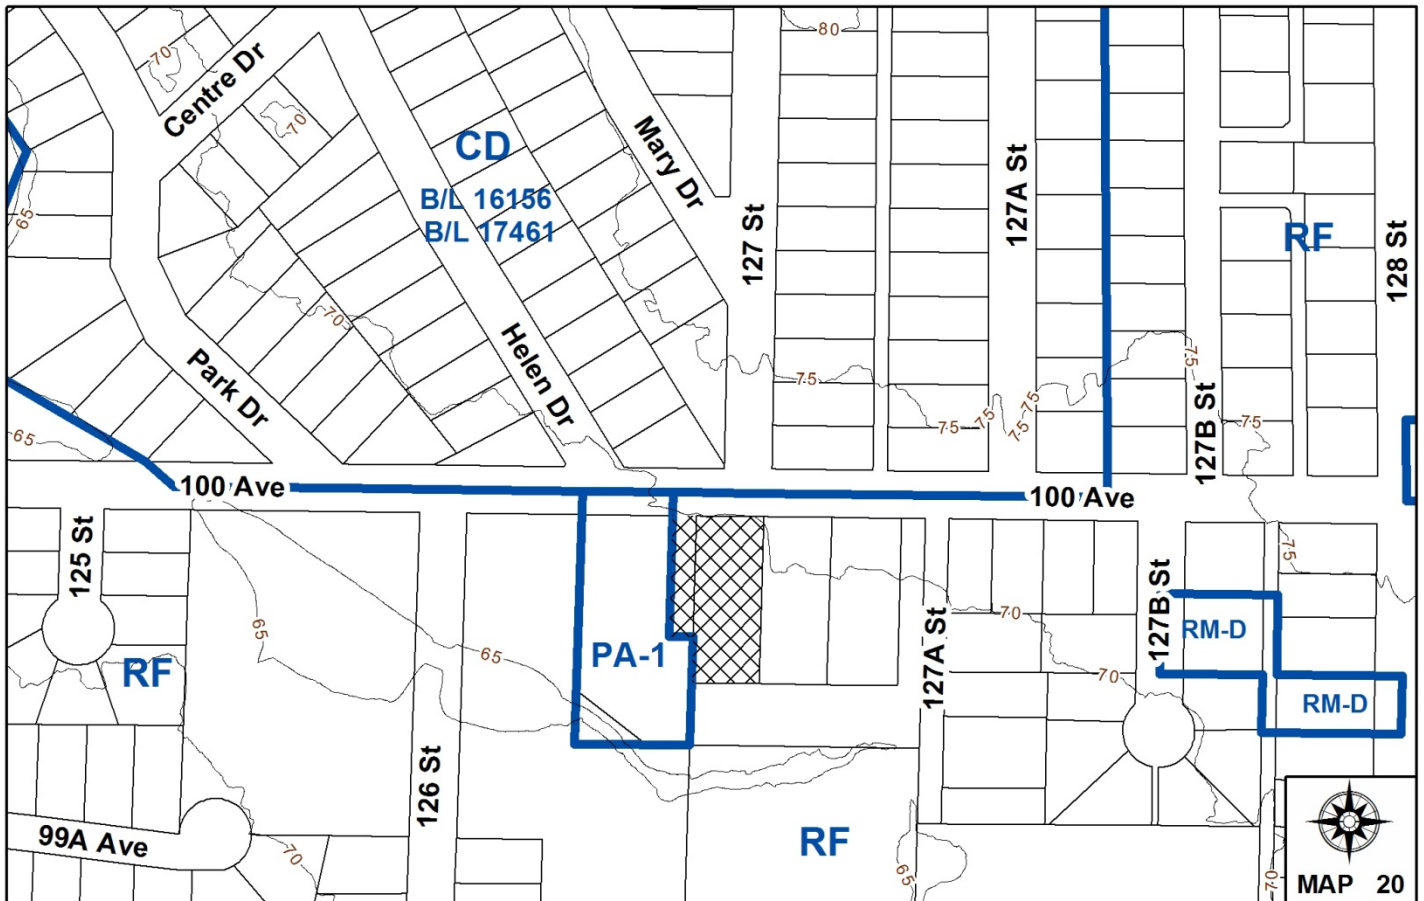 80
70
Centre Dr
70
CD
Mary Dr
127A St
B/L 16156
B/L 17461
65
127 St
RF
128 St
70
Helen Dr
Park Dr
75
75
127B St
75
75
75
75
75
65
100 Ave
100 Ave
125 St
75
127B St
65
70
RM-D
65
PA-1
127A St
RF
70
RM-D
126 St
99A Ave
RF
70
65
70
MAP 20